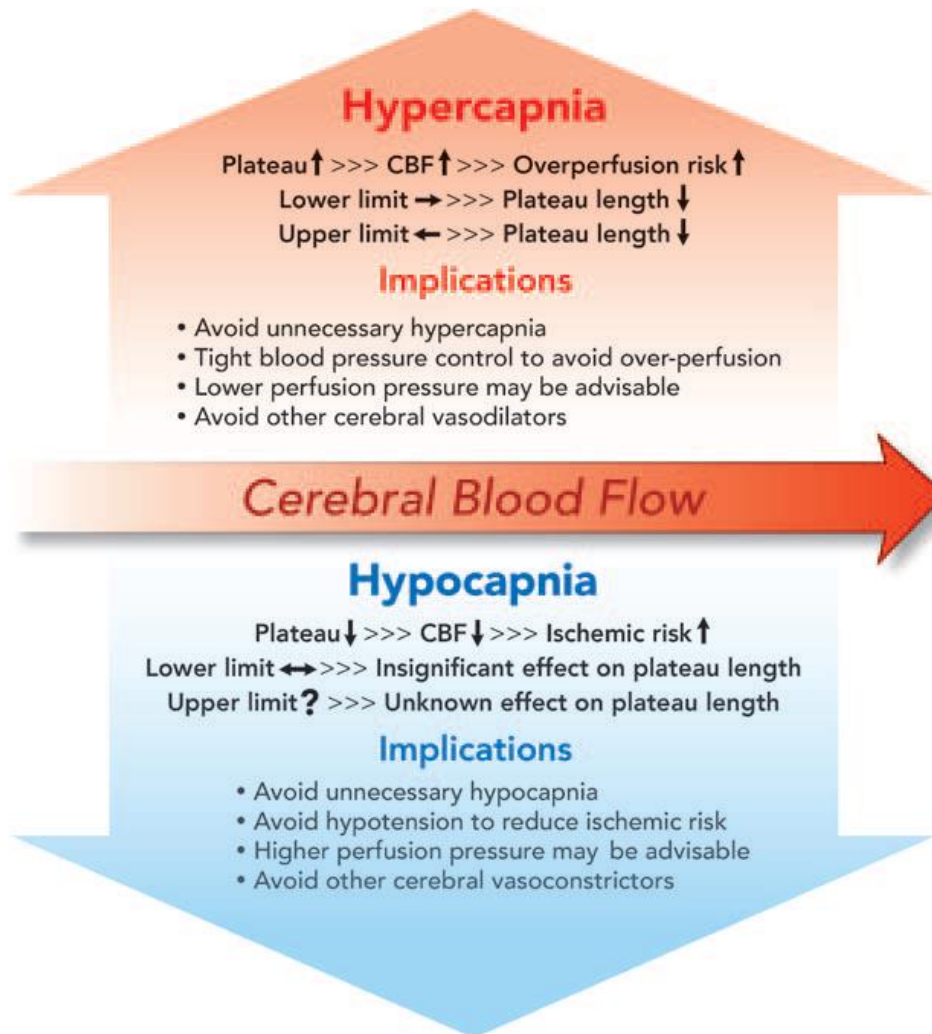 Hypercapnia
Plateau↑ >>> CBF↑ >>> Overperfusion risk↑
Lower limit → >>> Plateau length ↓
Upper limit ← >>> Plateau length ↓
Implications
• Avoid unnecessary hypercapnia
• Tight blood pressure control to avoid over-perfusion
• Lower perfusion pressure may be advisable
• Avoid other cerebral vasodilators
Cerebral Blood Flow
Hypocapnia
Plateau↓ >>> CBF↓ >>> Ischemic risk↑
Lower limit ↔ >>> Insignificant effect on plateau length
Upper limit ? >>> Unknown effect on plateau length
Implications
• Avoid unnecessary hypocapnia
• Avoid hypotension to reduce ischemic risk
• Higher perfusion pressure may be advisable
• Avoid other cerebral vasoconstrictors